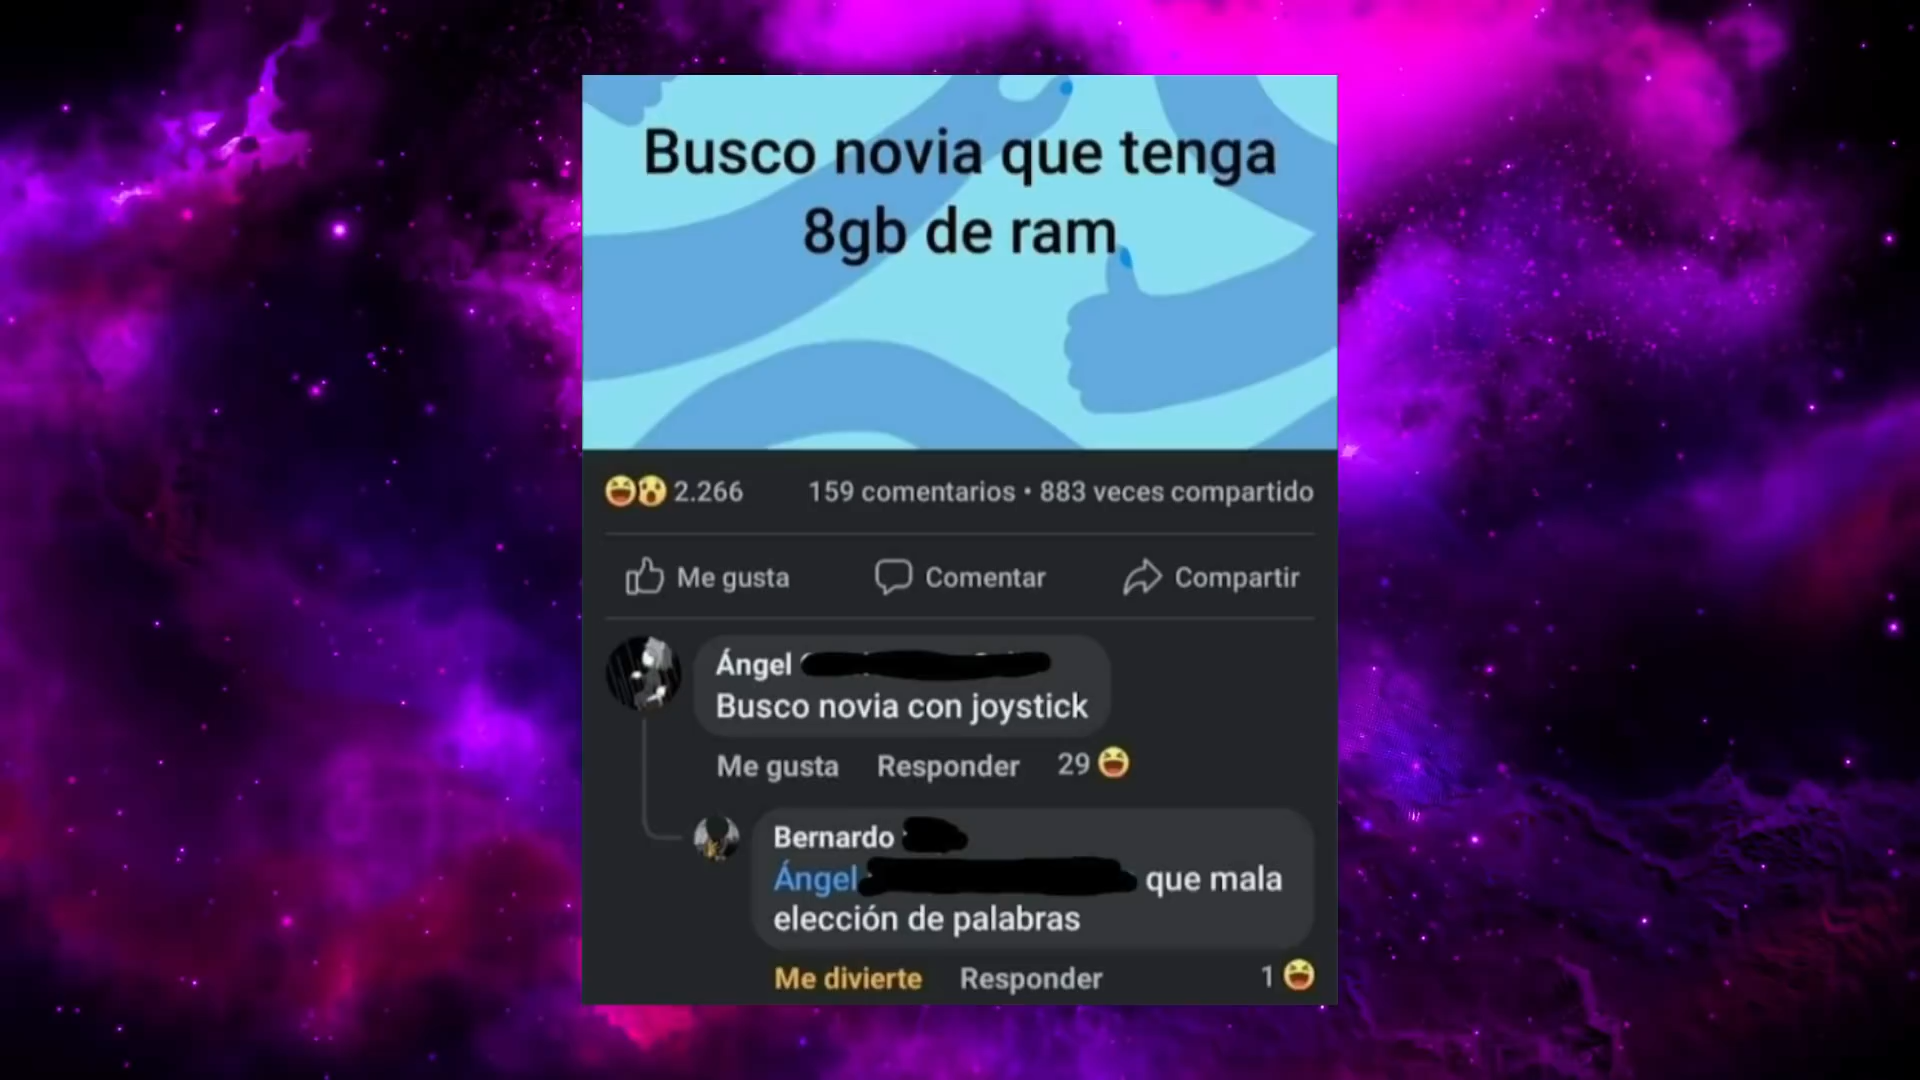 Busco novia que tenga
8gb de ram
2.266
159 comentarios • 883 veces compartido
Me gusta
Comentar
Compartir
Ángel
Busco novia con joystick
Me gusta
Responder
29
Bernardo
Ángel que mala
elección de palabras
Me divierte
Responder
1